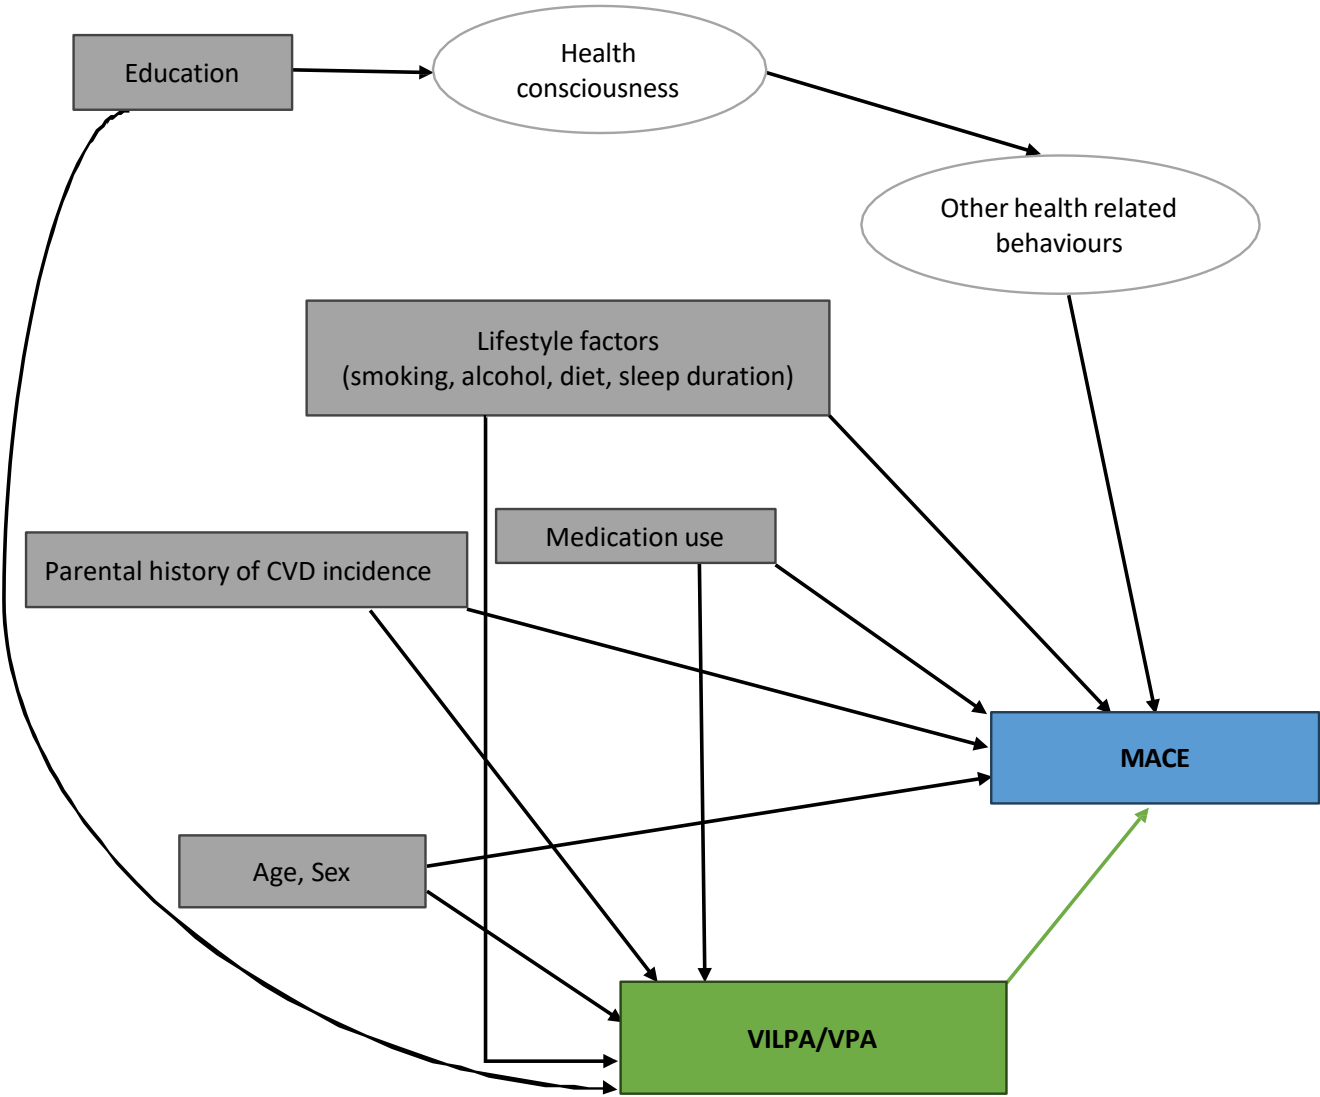 Education
Health
consciousness
Other health related
behaviours
Lifestyle factors
(smoking, alcohol, diet, sleep duration)
Medication use
Parental history of CVD incidence
MACE
Age, Sex
VILPA/VPA